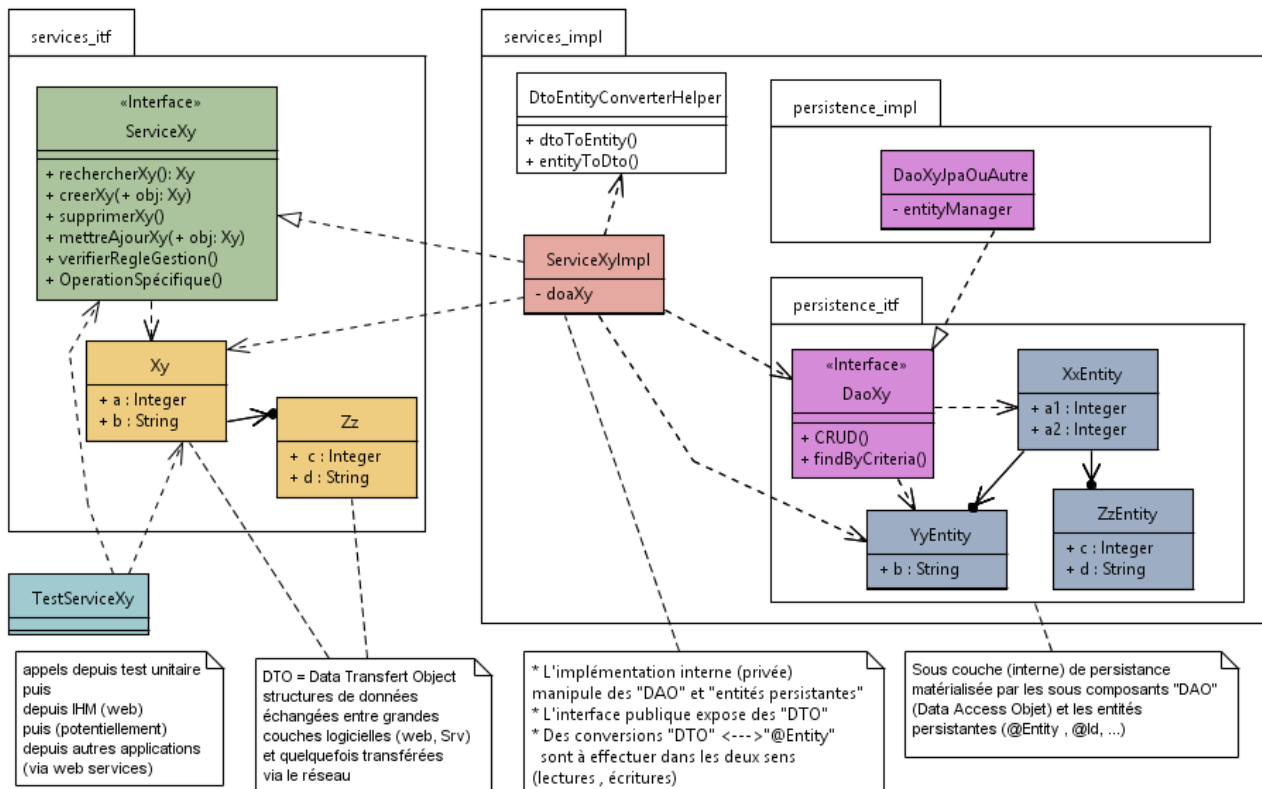 services_itf
«Interface»
ServiceXy
+ rechercherXy(): Xy
+ creerXy(+ obj: Xy)
+ supprimerXy()
+ mettreAjourXy(+ obj: Xy)
+ verifierRegleGestion()
+ OperationSpécifique()
Xy
+ a : Integer
+ b : String
Zz
+ c : Integer
+ d : String
TestServiceXy
services_impl
DtoEntityConverterHelper
+ dtoToEntity()
+ entityToDto()
ServiceXyImpl
- doaXy
persistence_impl
DaoXyJpaOuAutre
- entityManager
persistence_itf
«Interface»
DaoXy
+ CRUD()
+ findByCriteria()
XxEntity
+ a1 : Integer
+ a2 : Integer
YyEntity
+ b : String
ZzEntity
+ c : Integer
+ d : String
appels depuis test unitaire
puis
depuis IHM (web)
puis (potentiellement)
depuis autres applications
(via web services)
DTO = Data Transfert Object
structures de données
échangées entre grandes
couches logicielles (web, Srv)
et quelquefois transférées
via le réseau
* L'implémentation interne (privée)
manipule des "DAO" et "entités persistantes"
* L'interface publique expose des "DTO"
* Des conversions "DTO" <--->"@Entity"
sont à effectuer dans les deux sens
(lectures , écritures)
Sous couche (interne) de persistance
matérialisée par les sous composants "DAO"
(Data Access Objet) et les entités
persistantes (@Entity , @Id, ...)